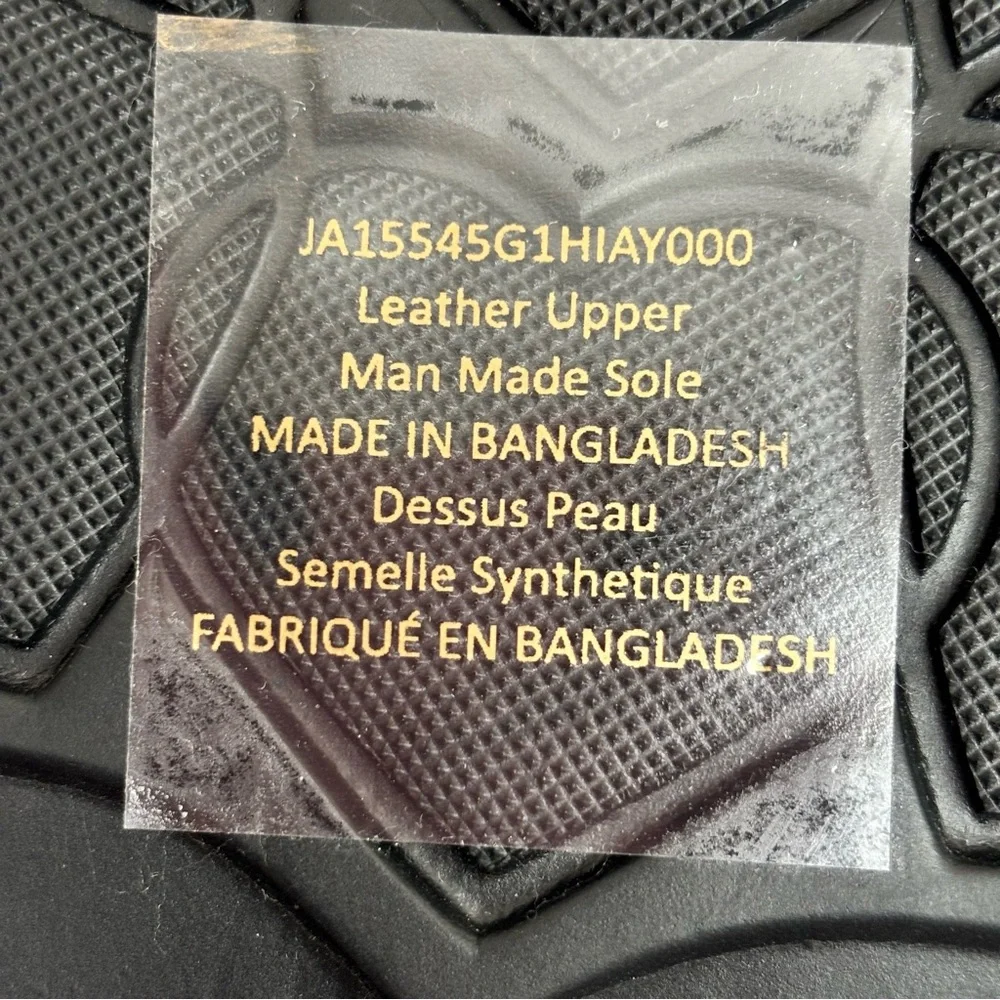 JA15545G1HIAY000
Leather Upper
Man Made Sole
MADE IN BANGLADESH
Dessus Peau
Semelle Synthetique
FABRIQUÉ EN BANGLADESH